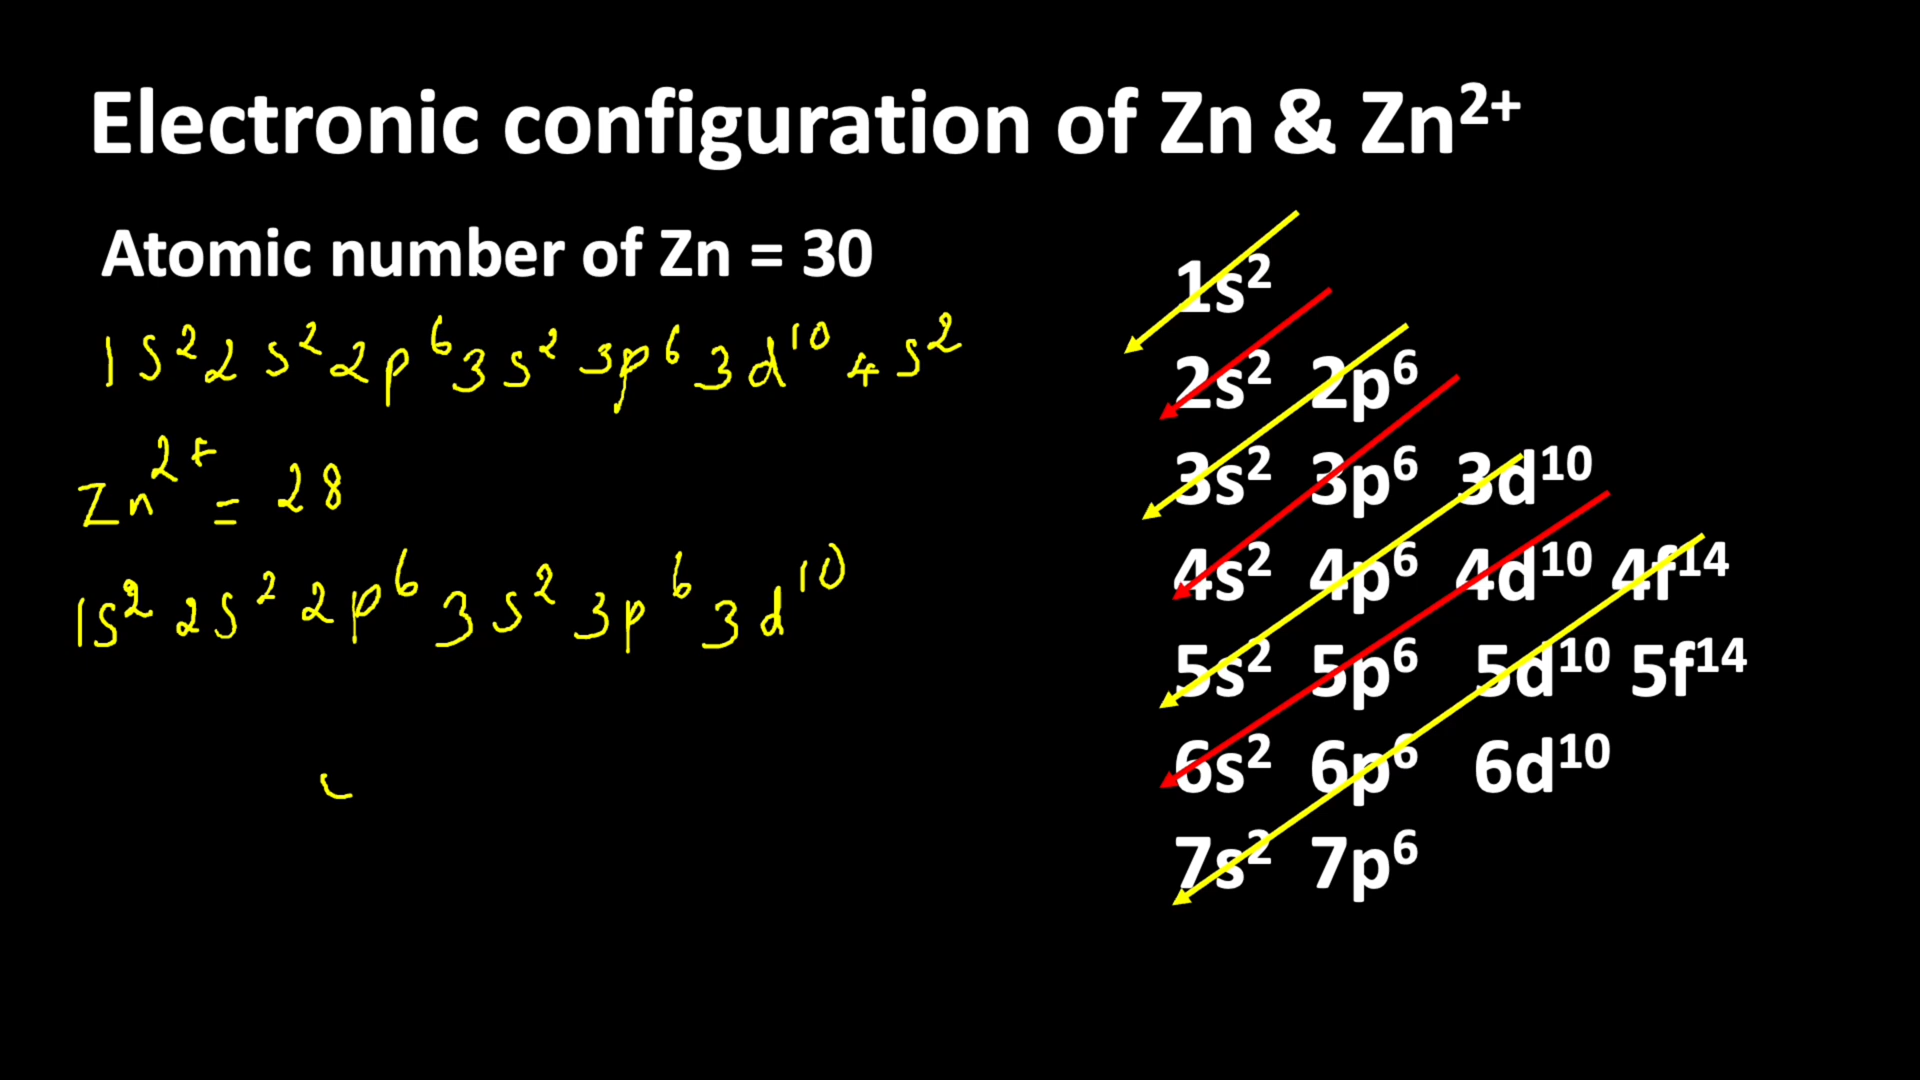 Electronic configuration of Zn & Zn²⁺
Atomic number of Zn = 30
1s² 2s² 2p⁶ 3s² 3p⁶ 3d¹⁰ 4s²
Zn²⁺ = 28
1s² 2s² 2p⁶ 3s² 3p⁶ 3d¹⁰
1s²
2s² 2p⁶
3s² 3p⁶ 3d¹⁰
4s² 4p⁶ 4d¹⁰ 4f¹⁴
5s² 5p⁶ 5d¹⁰ 5f¹⁴
6s² 6p⁶ 6d¹⁰
7s² 7p⁶